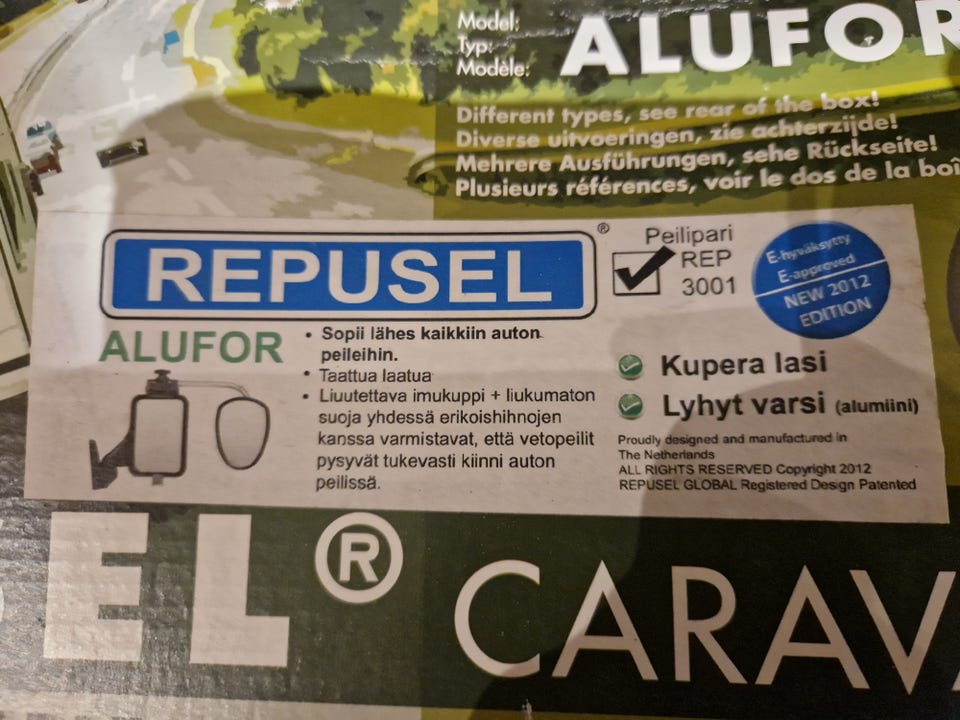 Model:
Typ:
Modèle:
ALUFOR
Different types, see rear of the box!
Diverse uitvoeringen, zie achterzijde!
Mehrere Ausführungen, sehe Rückseite!
Plusieurs références, voir le dos de la boî
REPUSEL®
ALUFOR
• Sopii lähes kaikkiin auton
peileihin.
• Taattua laatua
• Liuutettava imukuppi + liukumaton
suoja yhdessä erikoishihnojen
kanssa varmistavat, että vetopeilit
pysyvät tukevasti kiinni auton
peilissä.
Peilipari
REP
3001
E-hyväksytty
E-approved
NEW 2012
EDITION
Kupera lasi
Lyhyt varsi (alumiini)
Proudly designed and manufactured in
The Netherlands
ALL RIGHTS RESERVED Copyright 2012
REPUSEL GLOBAL Registered Design Patented
EL® CARAV